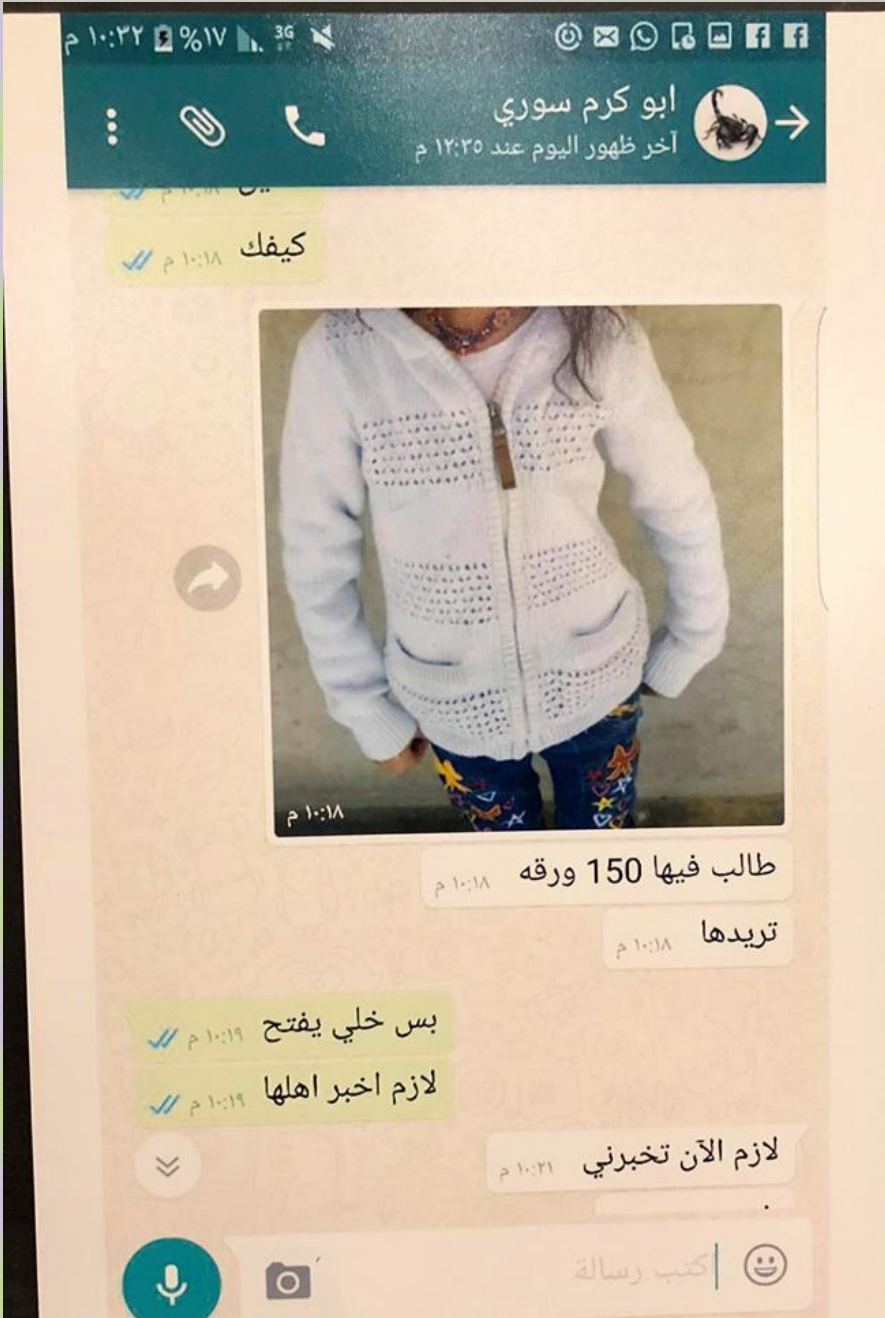 ١٠:٣٢ م %١٧ 3G
ابو كرم سوري
آخر ظهور اليوم عند ١٢:٣٥ م
كيفك ١٠:١٨ م
١٠:١٨ م
طالب فيها 150 ورقه ١٠:١٨ م
تريدها ١٠:١٨ م
بس خلي يفتح ١٠:١٩ م
لازم اخبر اهلها ١٠:١٩ م
لازم الآن تخبرني ١٠:٢١ م
اكتب رسالة